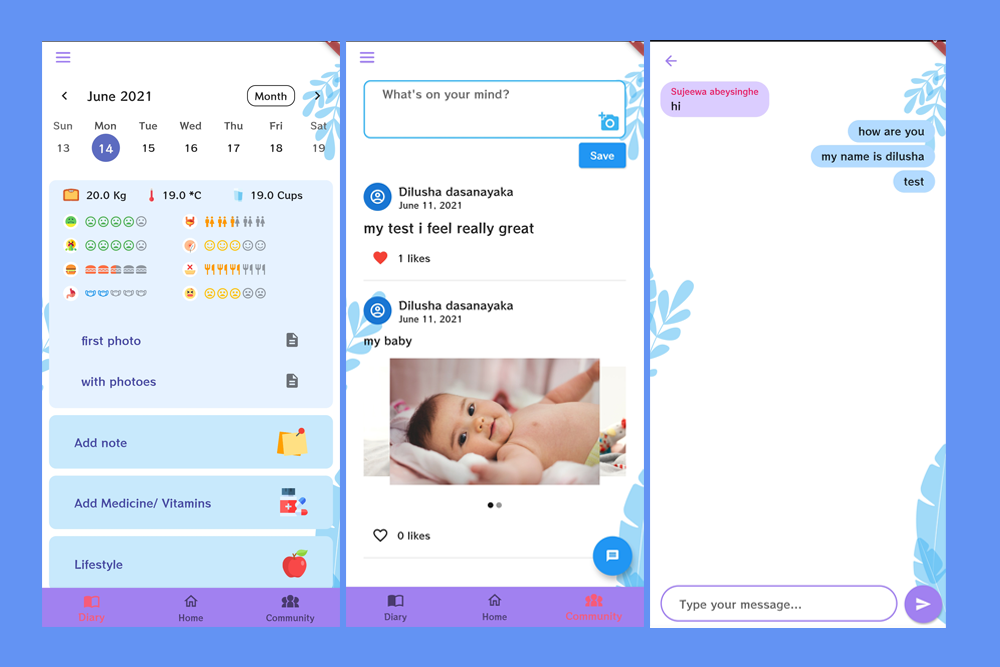 June 2021
Month
Sun Mon Tue Wed Thu Fri Sat
13 14 15 16 17 18 19
20.0 Kg 19.0 *C 19.0 Cups
first photo
with photoes
Add note
Add Medicine/ Vitamins
Lifestyle
Diary Home Community
What's on your mind?
Save
Dilusha dasanayaka
June 11, 2021
my test i feel really great
1 likes
Dilusha dasanayaka
June 11, 2021
my baby
0 likes
Diary Home Community
Sujeewa abeysinghe
hi
how are you
my name is dilusha
test
Type your message...